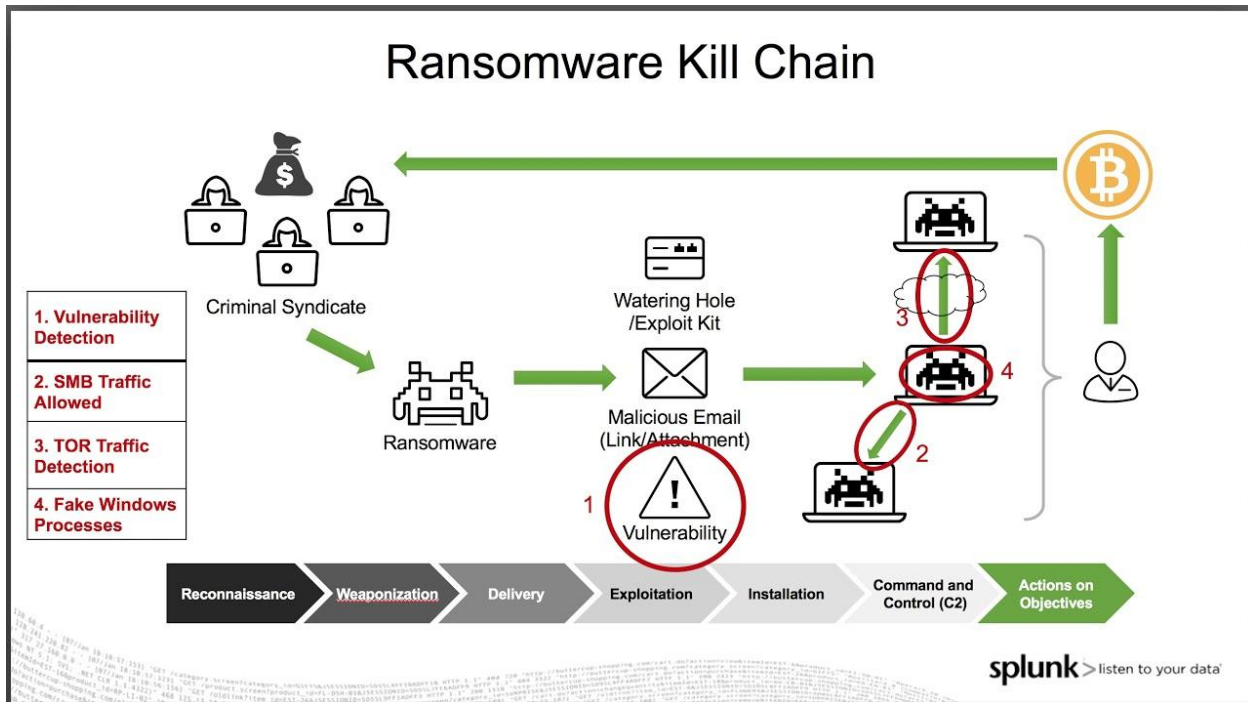 Ransomware Kill Chain
$
Criminal Syndicate
1. Vulnerability
Detection
2. SMB Traffic
Allowed
3. TOR Traffic
Detection
4. Fake Windows
Processes
Ransomware
Watering Hole
/Exploit Kit
Malicious Email
(Link/Attachment)
1
!
Vulnerability
3
4
2
Reconnaissance
Weaponization
Delivery
Exploitation
Installation
Command and
Control (C2)
Actions on
Objectives
splunk> listen to your data®